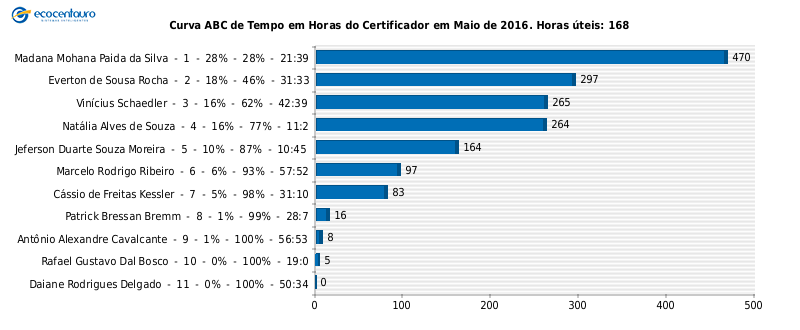 ecocentauro
Curva ABC de Tempo em Horas do Certificador em Maio de 2016. Horas úteis: 168
Madana Mohana Paida da Silva - 1 - 28% - 28% - 21:39 470
Everton de Sousa Rocha - 2 - 18% - 46% - 31:33 297
Vinícius Schaedler - 3 - 16% - 62% - 42:39 265
Natália Alves de Souza - 4 - 16% - 77% - 11:2 264
Jeferson Duarte Souza Moreira - 5 - 10% - 87% - 10:45 164
Marcelo Rodrigo Ribeiro - 6 - 6% - 93% - 57:52 97
Cássio de Freitas Kessler - 7 - 5% - 98% - 31:10 83
Patrick Bressan Bremm - 8 - 1% - 99% - 28:7 16
Antônio Alexandre Cavalcante - 9 - 1% - 100% - 56:53 8
Rafael Gustavo Dal Bosco - 10 - 0% - 100% - 19:0 5
Daiane Rodrigues Delgado - 11 - 0% - 100% - 50:34 0
0 100 200 300 400 500